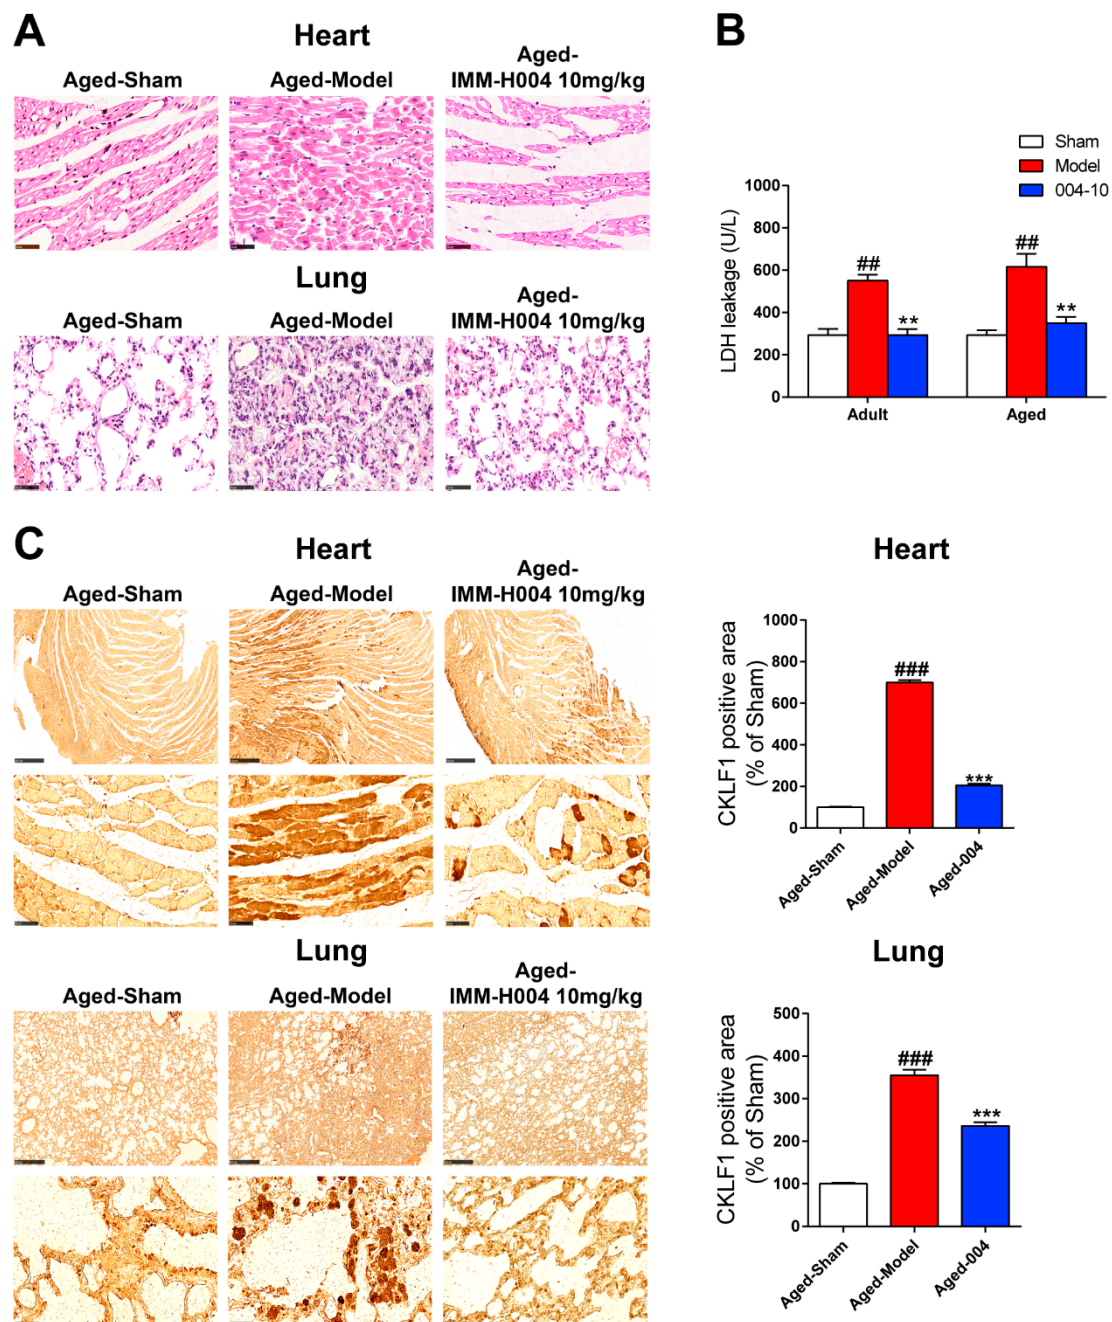 A
Heart
Aged-Sham
Aged-Model
Aged-
IMM-H004 10mg/kg
Lung
Aged-Sham
Aged-Model
Aged-
IMM-H004 10mg/kg
B
Sham
Model
004-10
LDH leakage (U/L)
1000
800
600
400
200
0
##
**
##
**
Adult
Aged
C
Heart
Aged-Sham
Aged-Model
Aged-
IMM-H004 10mg/kg
Heart
CKLF1 positive area
(% of Sham)
1000
800
600
400
200
0
###
***
Aged-Sham
Aged-Model
Aged-004
Lung
Aged-Sham
Aged-Model
Aged-
IMM-H004 10mg/kg
Lung
CKLF1 positive area
(% of Sham)
500
400
300
200
100
0
###
***
Aged-Sham
Aged-Model
Aged-004